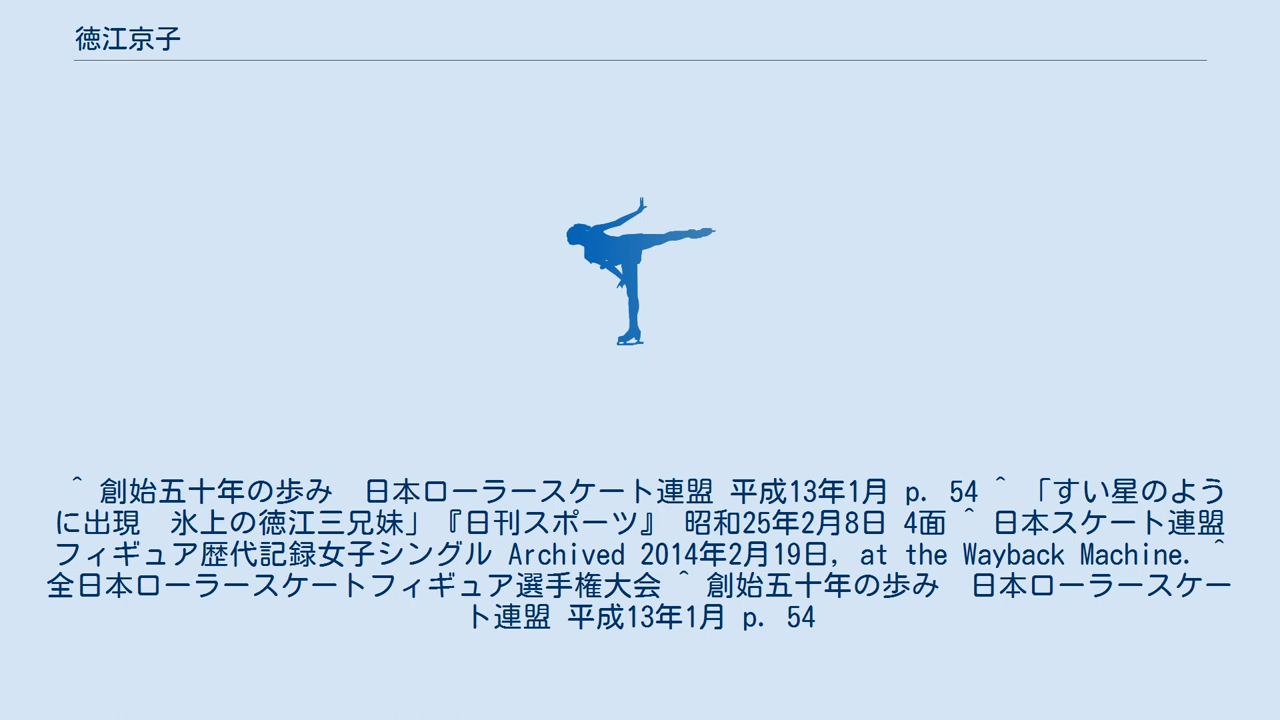 徳江京子
^ 創始五十年の歩み　日本ローラースケート連盟 平成13年1月 p. 54 ^ 「すい星のよう
に出現　氷上の徳江三兄妹」『日刊スポーツ』 昭和25年2月8日 4面 ^ 日本スケート連盟
フィギュア歴代記録女子シングル Archived 2014年2月19日, at the Wayback Machine. ^
全日本ローラースケートフィギュア選手権大会 ^ 創始五十年の歩み　日本ローラースケー
ト連盟 平成13年1月 p. 54